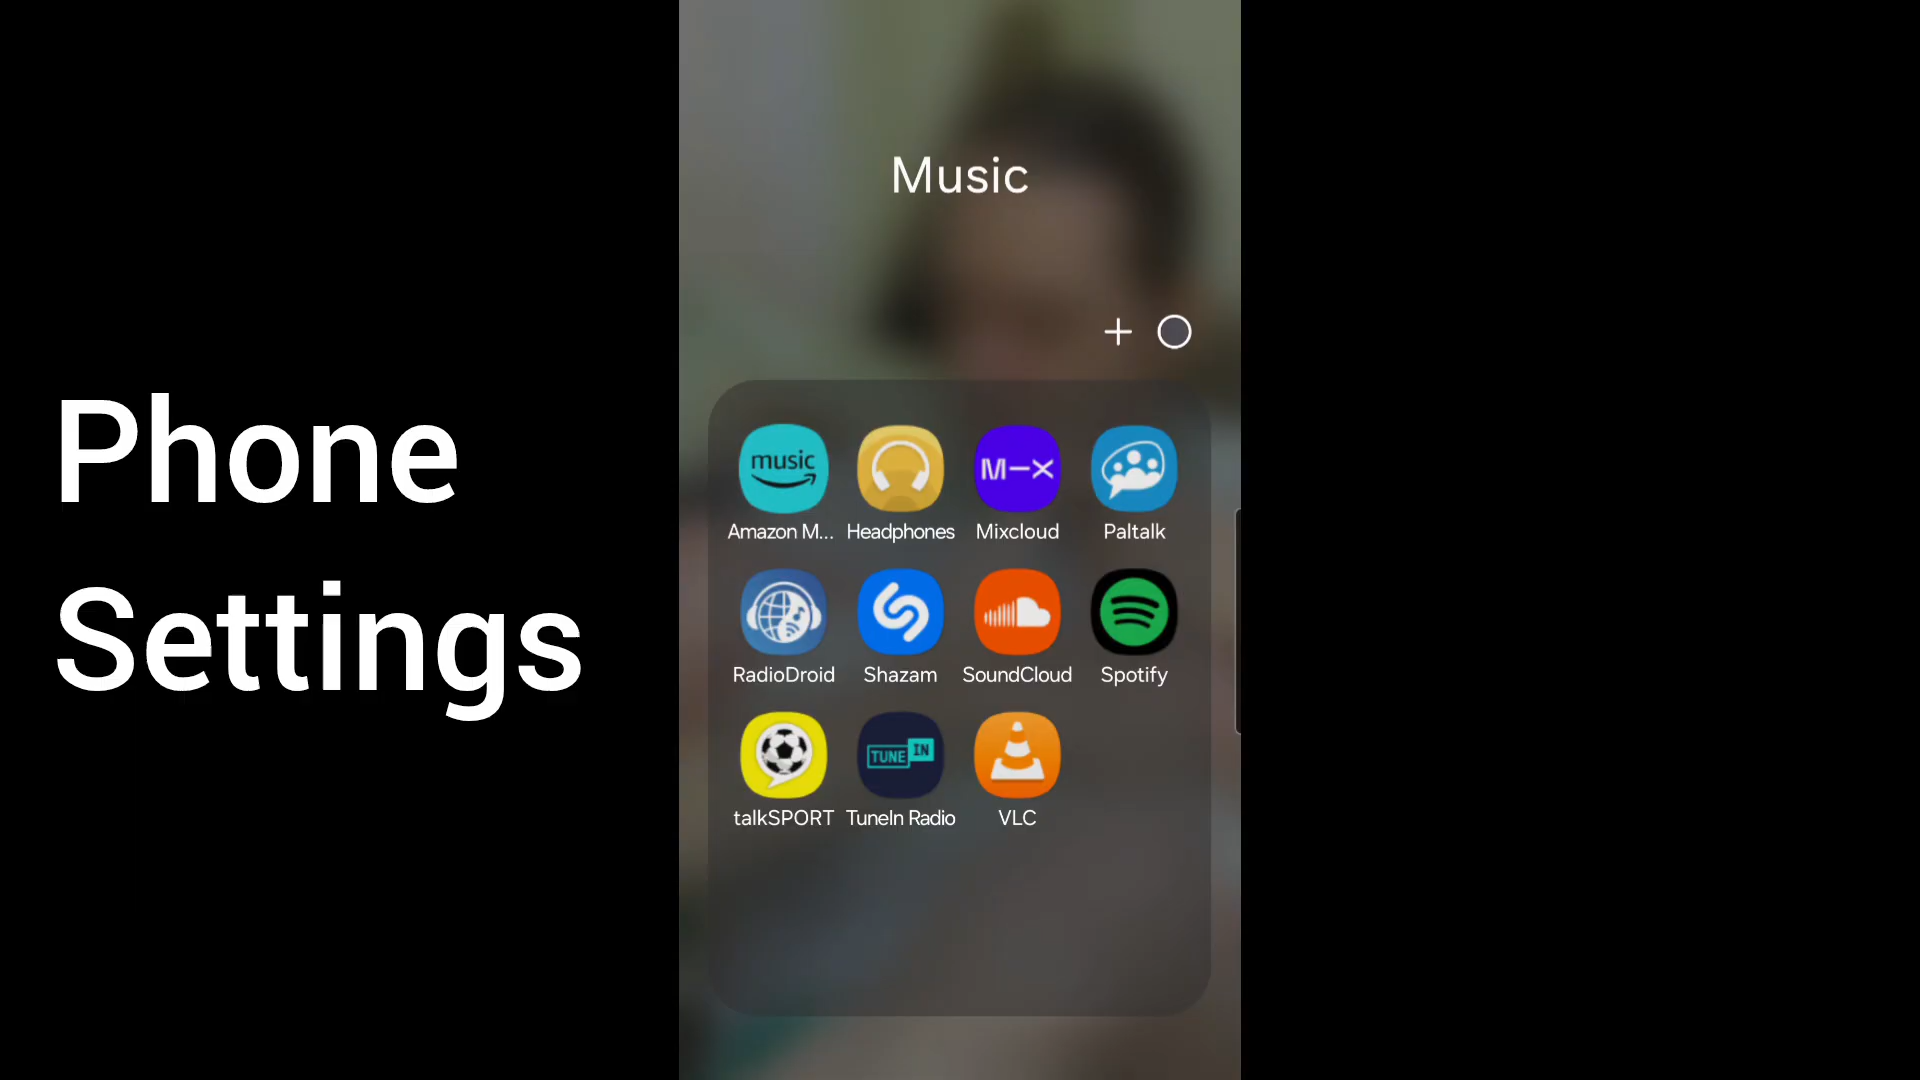 Phone
Settings
Music
music
M-X
Amazon M...
Headphones
Mixcloud
Paltalk
RadioDroid
Shazam
SoundCloud
Spotify
TUNE IN
talkSPORT
TuneIn Radio
VLC